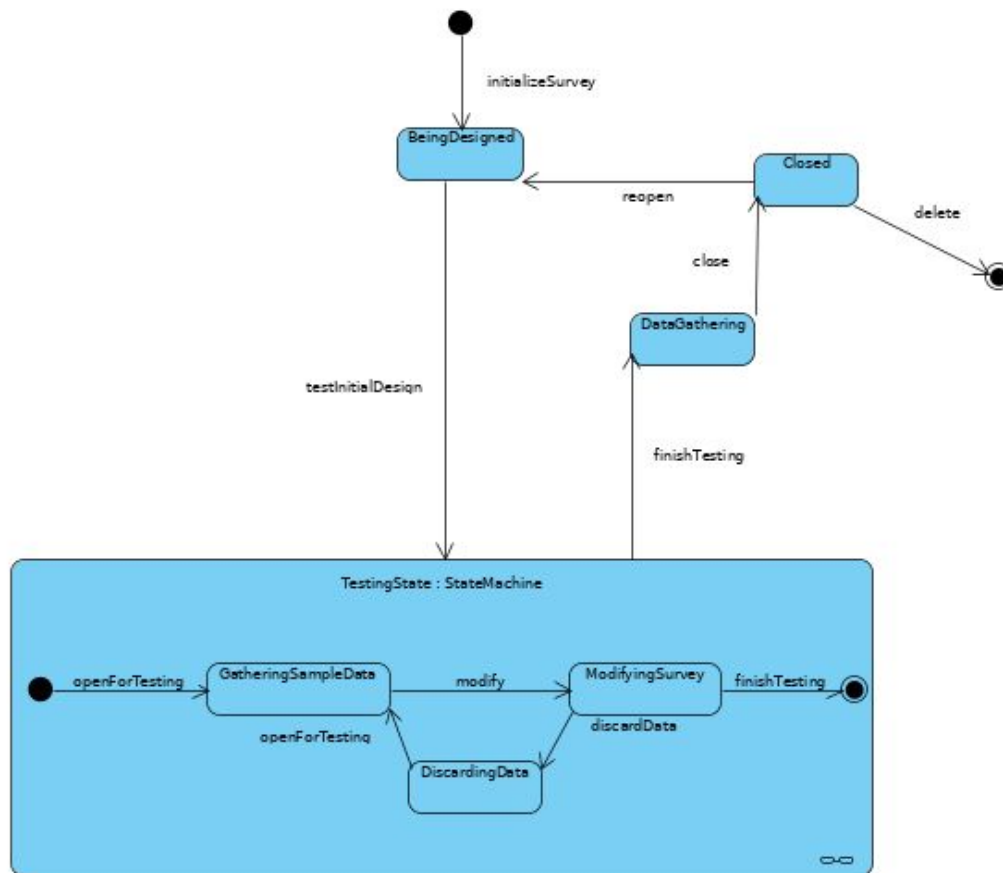 initializeSurvey
BeingDesigned
Closed
reopen
delete
close
DataGathering
testInitialDesign
finishTesting
TestingState : StateMachine
openForTesting
GatheringSampleData
modify
ModifyingSurvey
finishTesting
openForTesting
discardData
DiscardingData